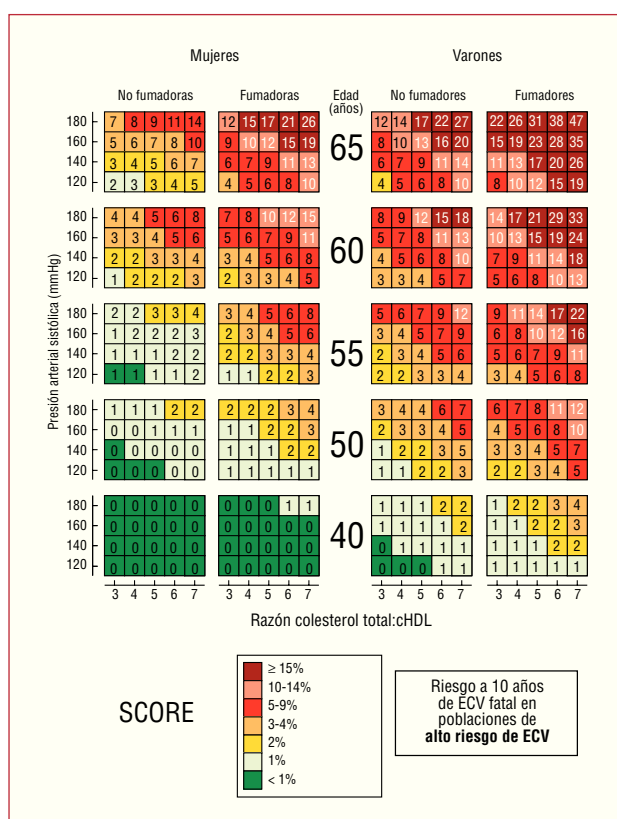 Mujeres Varones
No fumadoras Fumadoras Edad (años) No fumadores Fumadores
Presión arterial sistólica (mmHg)
180 7 8 9 11 14 12 15 17 21 26 12 14 17 22 27 22 26 31 38 47
160 5 6 7 8 10 9 10 12 15 19 8 10 13 16 20 15 19 23 28 35
65
140 3 4 5 6 7 6 7 9 11 13 6 7 9 11 14 11 13 17 20 26
120 2 3 3 4 5 4 5 6 8 10 4 5 6 8 10 8 10 12 15 19
180 4 4 5 6 8 7 8 10 12 15 8 9 12 15 18 14 17 21 29 33
160 3 3 4 5 6 5 6 7 9 11 5 7 8 11 13 10 13 15 19 24
60
140 2 2 3 3 4 3 4 5 6 8 4 5 6 8 10 7 9 11 14 18
120 1 2 2 2 3 2 3 3 4 5 3 3 4 5 7 5 6 8 10 13
180 2 2 3 3 4 3 4 5 6 8 5 6 7 9 12 9 11 14 17 22
160 1 2 2 2 3 2 3 4 5 6 3 4 5 7 9 6 8 10 12 16
55
140 1 1 1 2 2 2 2 3 3 4 2 3 4 5 6 5 6 7 9 11
120 1 1 1 1 2 1 1 2 2 3 2 2 3 3 4 3 4 5 6 8
180 1 1 1 2 2 2 2 2 3 4 3 4 4 6 7 6 7 8 11 12
160 0 0 1 1 1 1 1 2 2 3 2 3 3 4 5 4 5 6 8 10
50
140 0 0 0 0 0 1 1 1 2 2 1 2 2 3 5 3 3 4 5 7
120 0 0 0 0 0 1 1 1 1 1 1 1 2 2 3 2 2 3 4 5
180 0 0 0 0 0 0 0 0 1 1 1 1 1 2 2 1 2 2 3 4
160 0 0 0 0 0 0 0 0 0 0 1 1 1 1 2 1 1 2 2 3
40
140 0 0 0 0 0 0 0 0 0 0 0 1 1 1 1 1 1 1 2 2
120 0 0 0 0 0 0 0 0 0 0 0 0 0 1 1 1 1 1 1 1
3 4 5 6 7 3 4 5 6 7 3 4 5 6 7 3 4 5 6 7
Razón colesterol total:cHDL
SCORE
≥ 15%
10-14%
5-9%
3-4%
2%
1%
< 1%
Riesgo a 10 años
de ECV fatal en
poblaciones de
alto riesgo de ECV